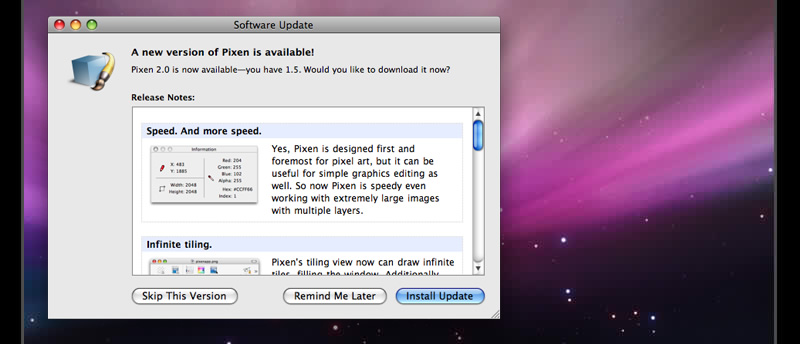 Software Update
A new version of Pixen is available!
Pixen 2.0 is now available—you have 1.5. Would you like to download it now?
Release Notes:
Speed. And more speed.
Information
X: 483
Y: 1885
Width: 2048
Height: 2048
Red: 204
Green: 255
Blue: 102
Alpha: 255
Hex: #CCFF66
Index: 1
Yes, Pixen is designed first and
foremost for pixel art, but it can be
useful for simple graphics editing as
well. So now Pixen is speedy even
working with extremely large images
with multiple layers.
Infinite tiling.
Pixen's tiling view now can draw infinite
tiles, filling the window. Additionally,
Skip This Version
Remind Me Later
Install Update